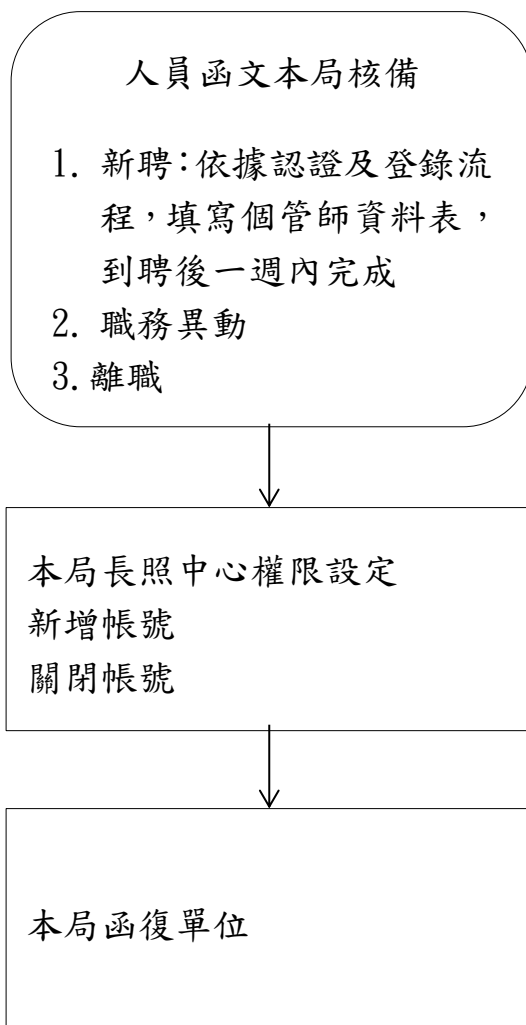 人員函文本局核備
1. 新聘：依據認證及登錄流
程，填寫個管師資料表，
到聘後一週內完成
2. 職務異動
3. 離職
本局長照中心權限設定
新增帳號
關閉帳號
本局函復單位